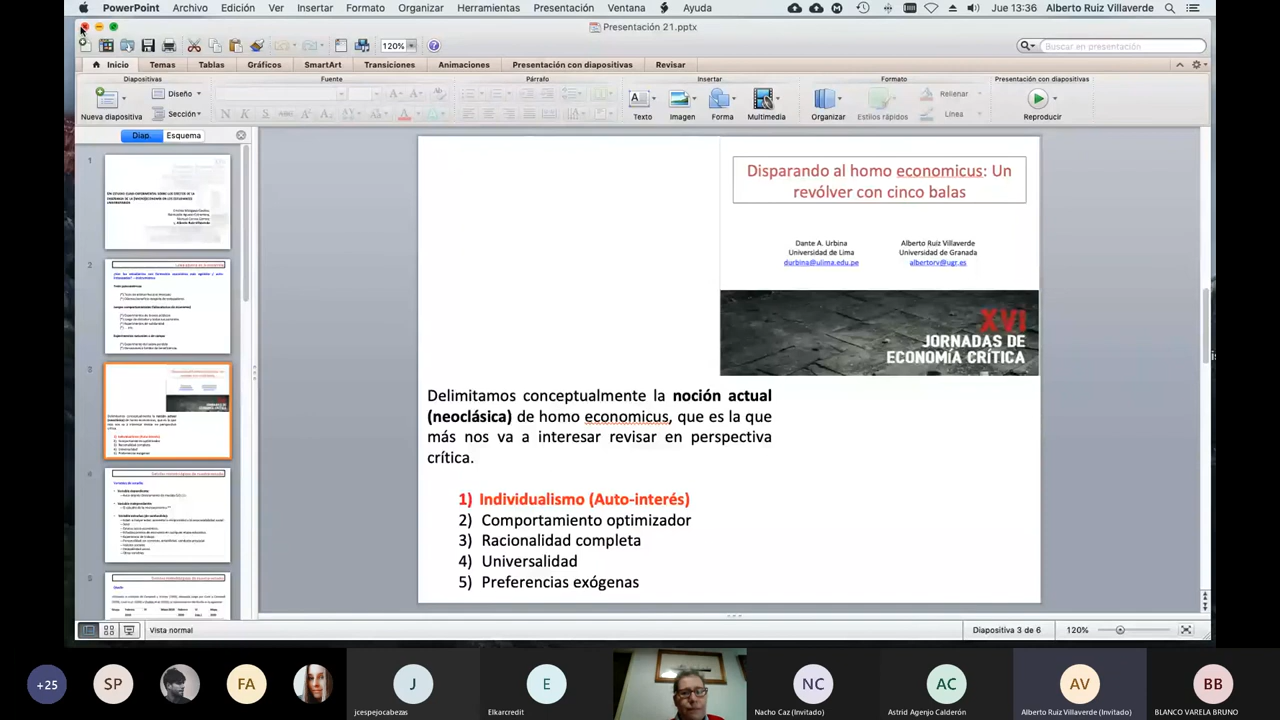 PowerPoint Archivo Edición Ver Insertar Formato Organizar Herramientas Presentación Ventana Ayuda Jue 13:36 Alberto Ruiz Villaverde
Presentación 21.pptx
120% Buscar en presentación
Inicio Temas Tablas Gráficos SmartArt Transiciones Animaciones Presentación con diapositivas Revisar
Diapositivas Fuente Párrafo Insertar Formato Presentación con diapositivas
Diseño Rellenar
Nueva diapositiva Sección Texto Imagen Forma Multimedia Organizar Estilos rápidos Línea Reproducir
Diap. Esquema
1
2
3
4
5
Disparando al homo economicus: Un
revólver con cinco balas
Dante A. Urbina Alberto Ruiz Villaverde
Universidad de Lima Universidad de Granada
durbina@ulima.edu.pe albertorv@ugr.es
XVI
JORNADAS DE
ECONOMÍA CRÍTICA
Delimitamos conceptualmente la noción actual
(neoclásica) de homo economicus, que es la que
más nos va a interesar revisar en perspectiva
crítica.
1) Individualismo (Auto-interés)
2) Comportamiento optimizador
3) Racionalidad completa
4) Universalidad
5) Preferencias exógenas
Vista normal Diapositiva 3 de 6 120%
+25 SP FA J E NC AC AV BB
jcespejocabezas Elkarcredit Nacho Caz (Invitado) Astrid Agenjo Calderón Alberto Ruiz Villaverde (Invitado) BLANCO VARELA BRUNO